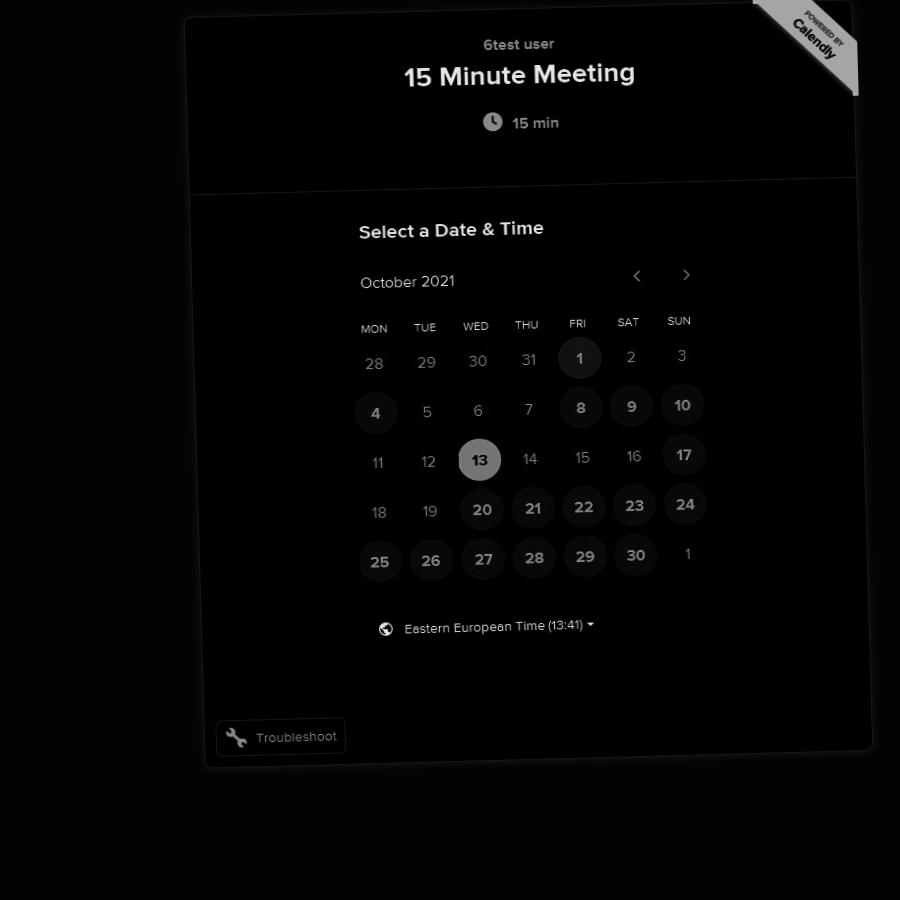 POWERED BY
Calendly
6test user
15 Minute Meeting
15 min
Select a Date & Time
October 2021
MON TUE WED THU FRI SAT SUN
28 29 30 31 1 2 3
4 5 6 7 8 9 10
11 12 13 14 15 16 17
18 19 20 21 22 23 24
25 26 27 28 29 30 1
Eastern European Time (13:41)
Troubleshoot